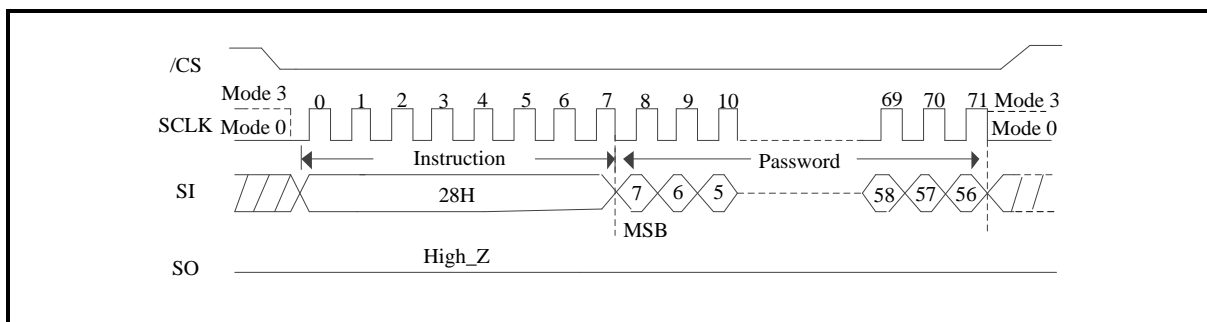 /CS
Mode 3 0 1 2 3 4 5 6 7 8 9 10 69 70 71 Mode 3
SCLK Mode 0 Mode 0
Instruction Password
SI 28H 7 6 5 58 57 56
MSB
High_Z
SO